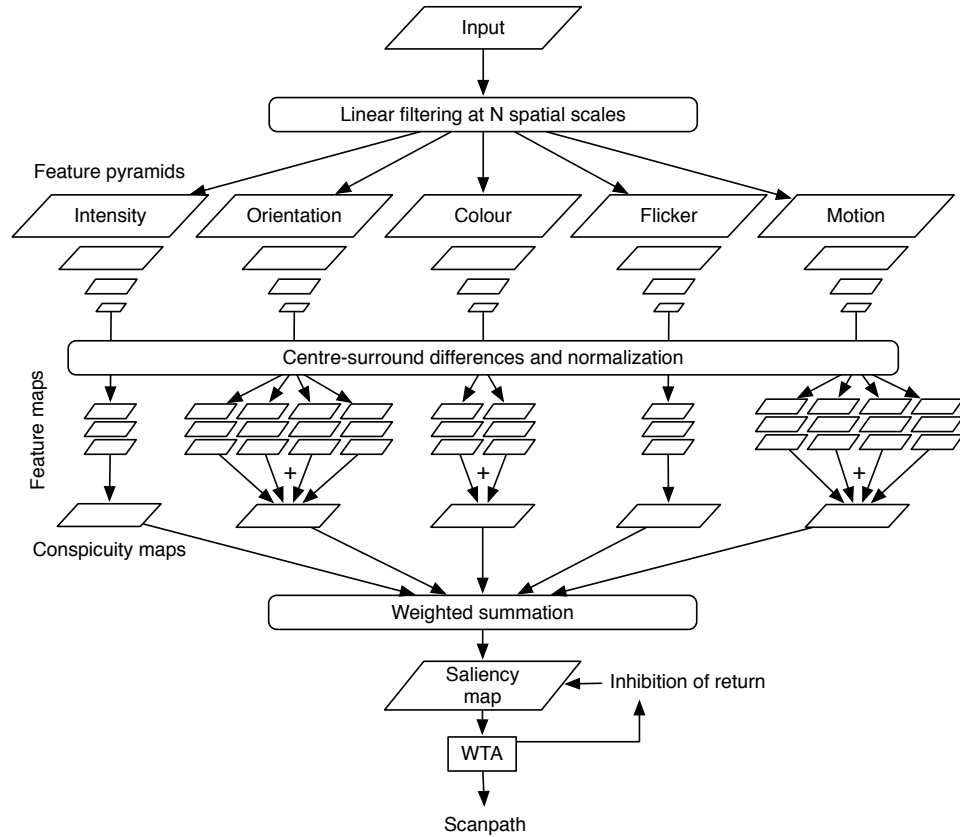 Input
Linear filtering at N spatial scales
Feature pyramids
Intensity
Orientation
Colour
Flicker
Motion
Centre-surround differences and normalization
Feature maps
+
+
+
Conspicuity maps
Weighted summation
Saliency
map
Inhibition of return
WTA
Scanpath